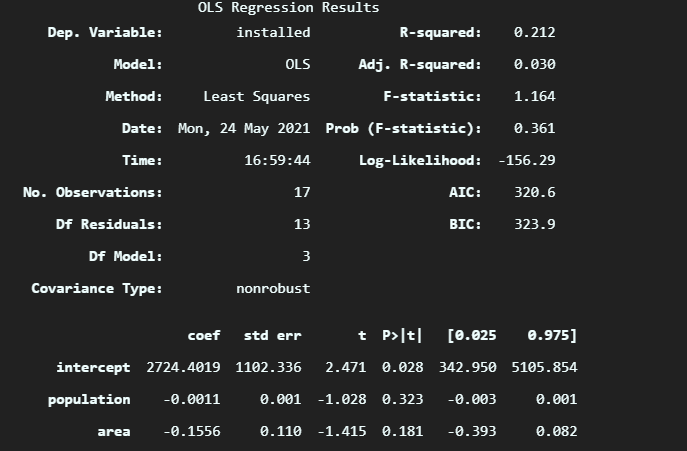 OLS Regression Results
Dep. Variable: installed R-squared: 0.212
Model: OLS Adj. R-squared: 0.030
Method: Least Squares F-statistic: 1.164
Date: Mon, 24 May 2021 Prob (F-statistic): 0.361
Time: 16:59:44 Log-Likelihood: -156.29
No. Observations: 17 AIC: 320.6
Df Residuals: 13 BIC: 323.9
Df Model: 3
Covariance Type: nonrobust
coef std err t P>|t| [0.025 0.975]
intercept 2724.4019 1102.336 2.471 0.028 342.950 5105.854
population -0.0011 0.001 -1.028 0.323 -0.003 0.001
area -0.1556 0.110 -1.415 0.181 -0.393 0.082